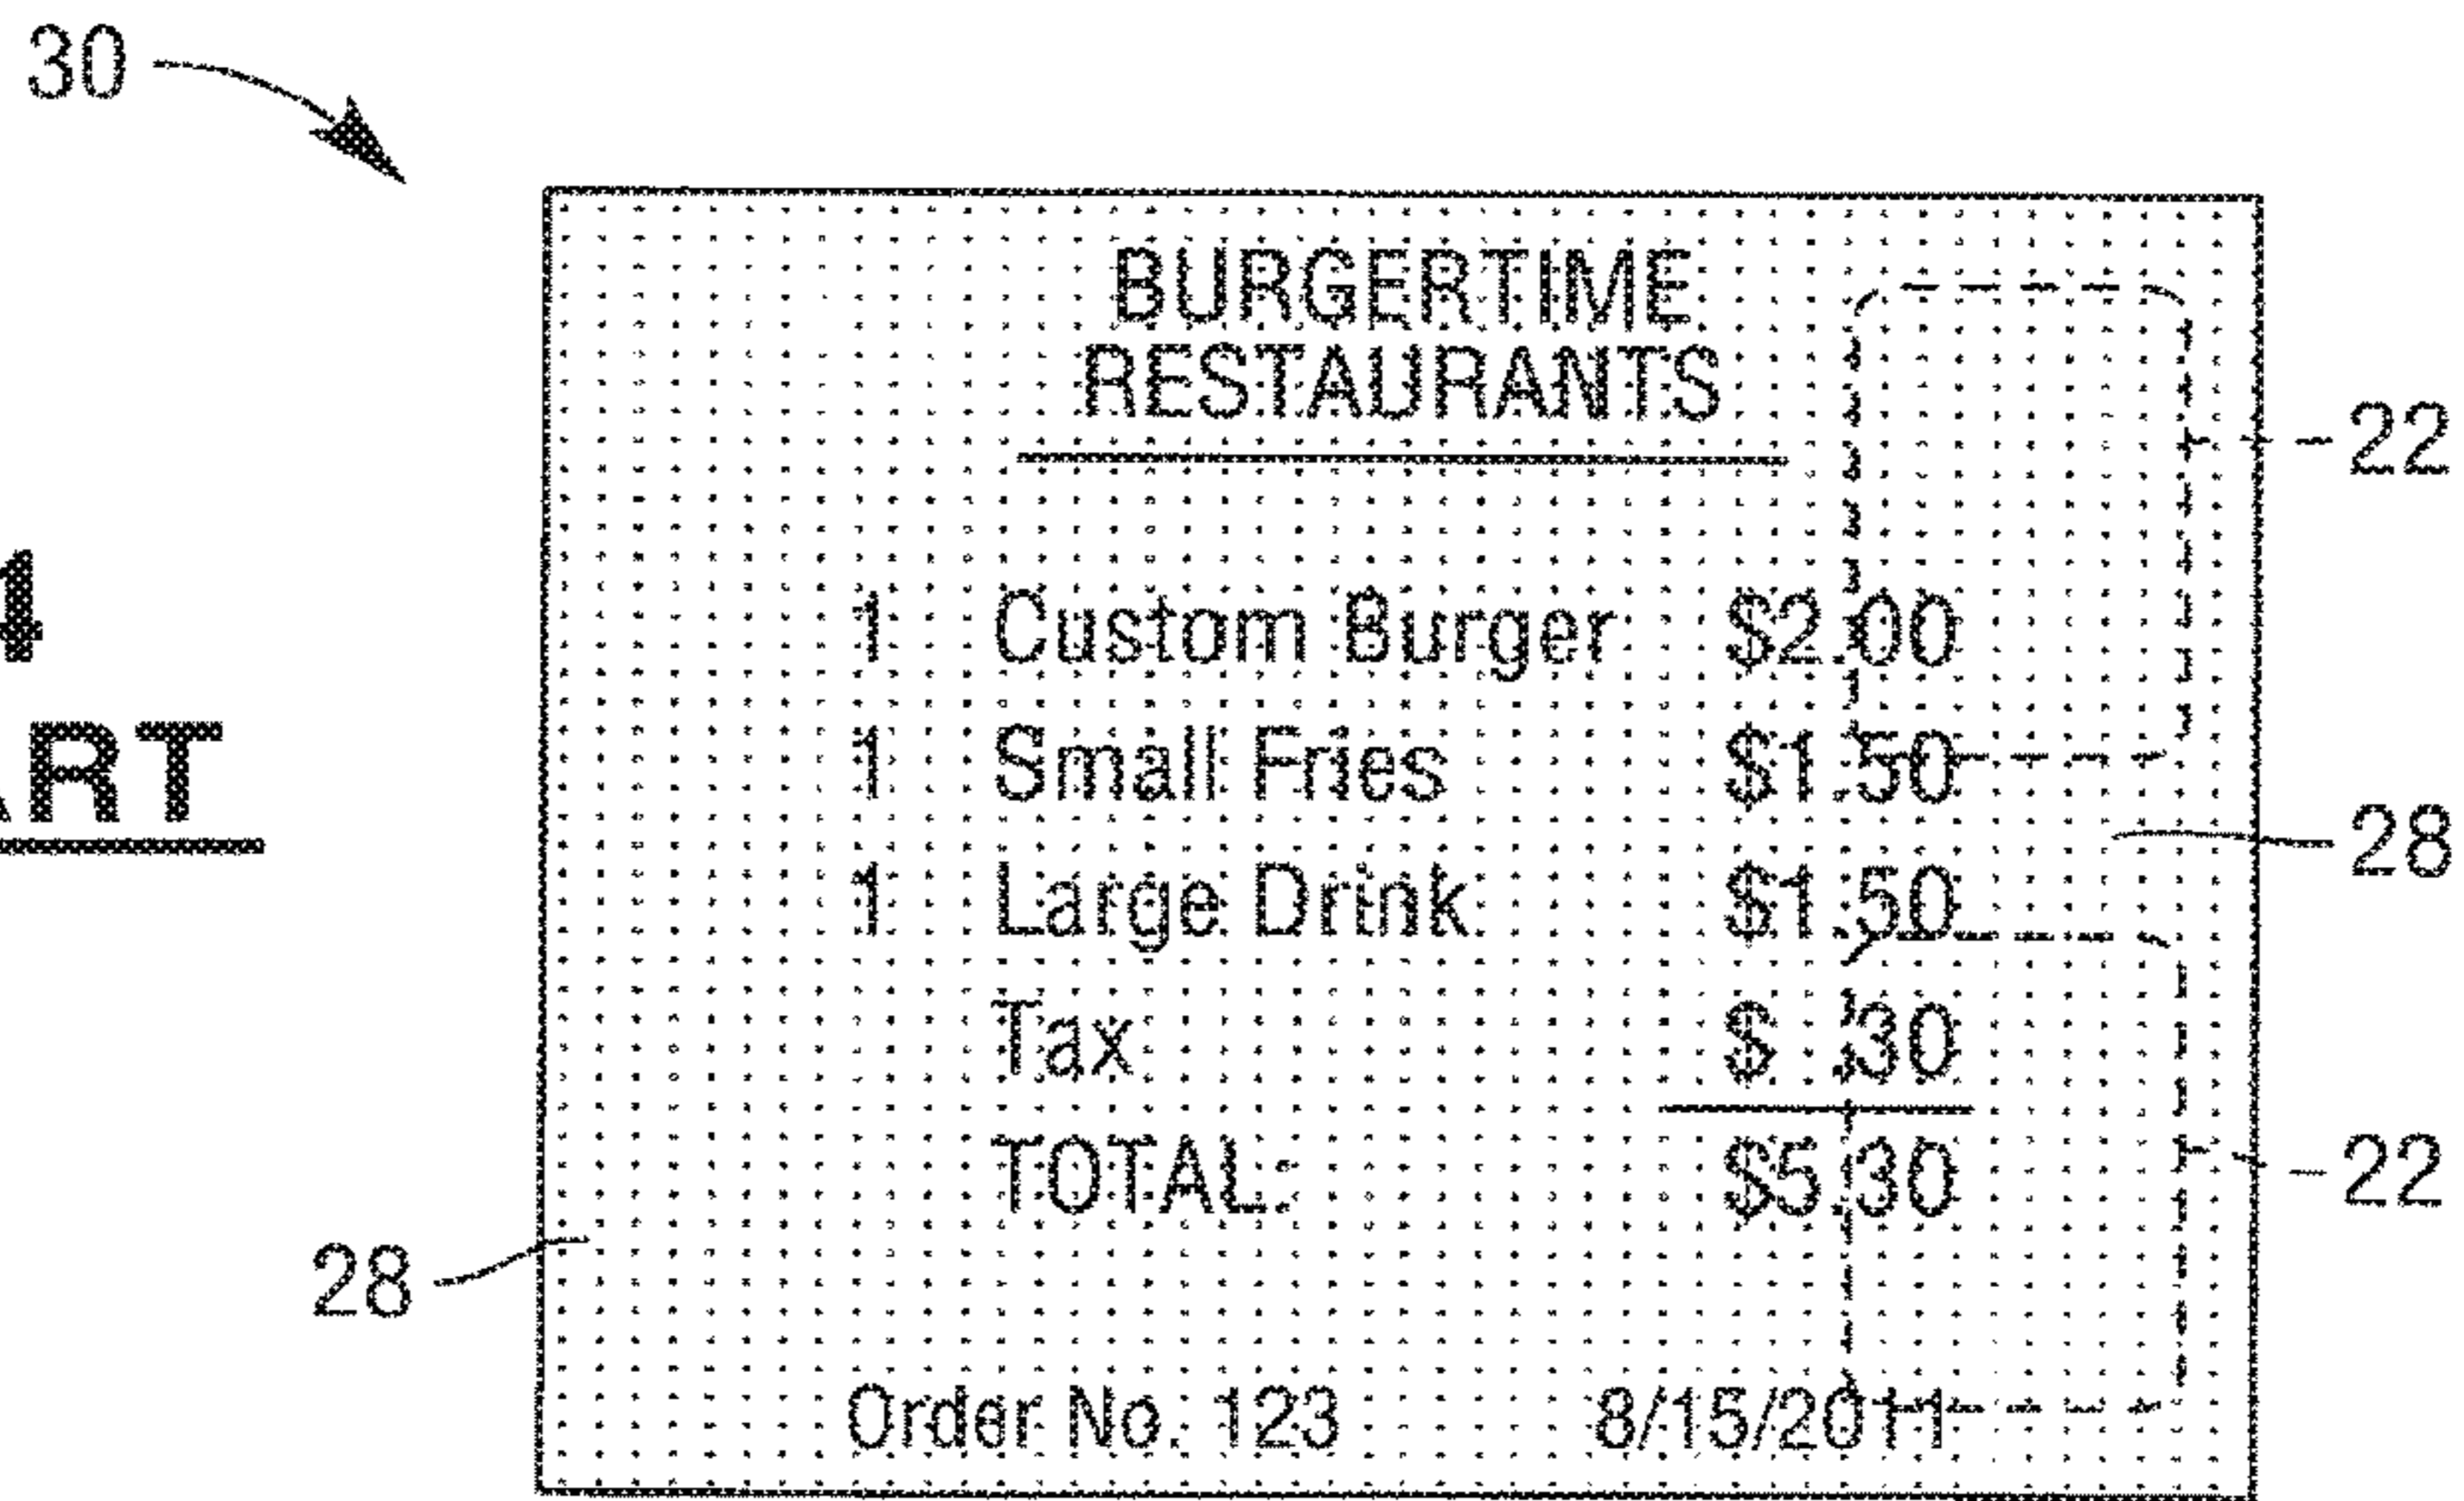 30
BURGERTIME
RESTAURANTS
22
4
1 Custom Burger $2.00
ART
1 Small Fries $1.50
28
1 Large Drink $1.50
Tax $ .30
TOTAL: $5.30
22
28
Order No. 123 8/15/2011